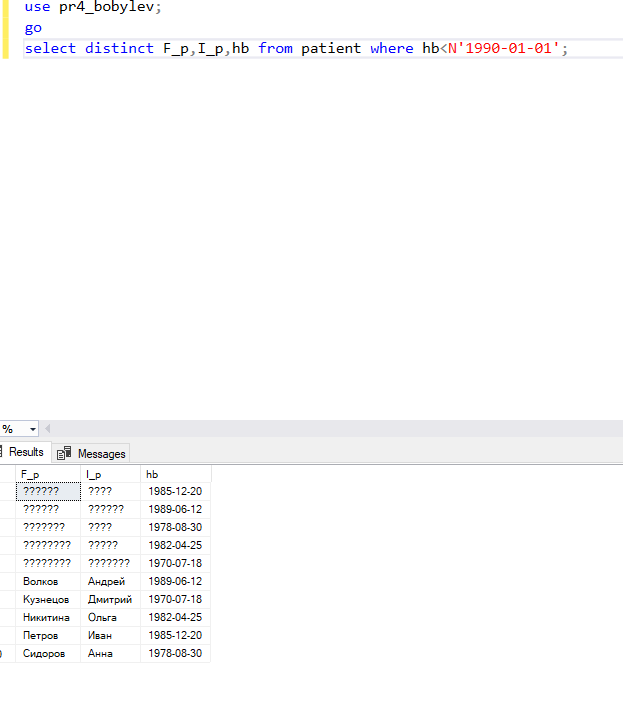 use pr4_bobylev;
go
select distinct F_p,I_p,hb from patient where hb<N'1990-01-01';
%
Results Messages
F_p I_p hb
?????? ???? 1985-12-20
?????? ?????? 1989-06-12
??????? ???? 1978-08-30
???????? ????? 1982-04-25
???????? ??????? 1970-07-18
Волков Андрей 1989-06-12
Кузнецов Дмитрий 1970-07-18
Никитина Ольга 1982-04-25
Петров Иван 1985-12-20
Сидоров Анна 1978-08-30